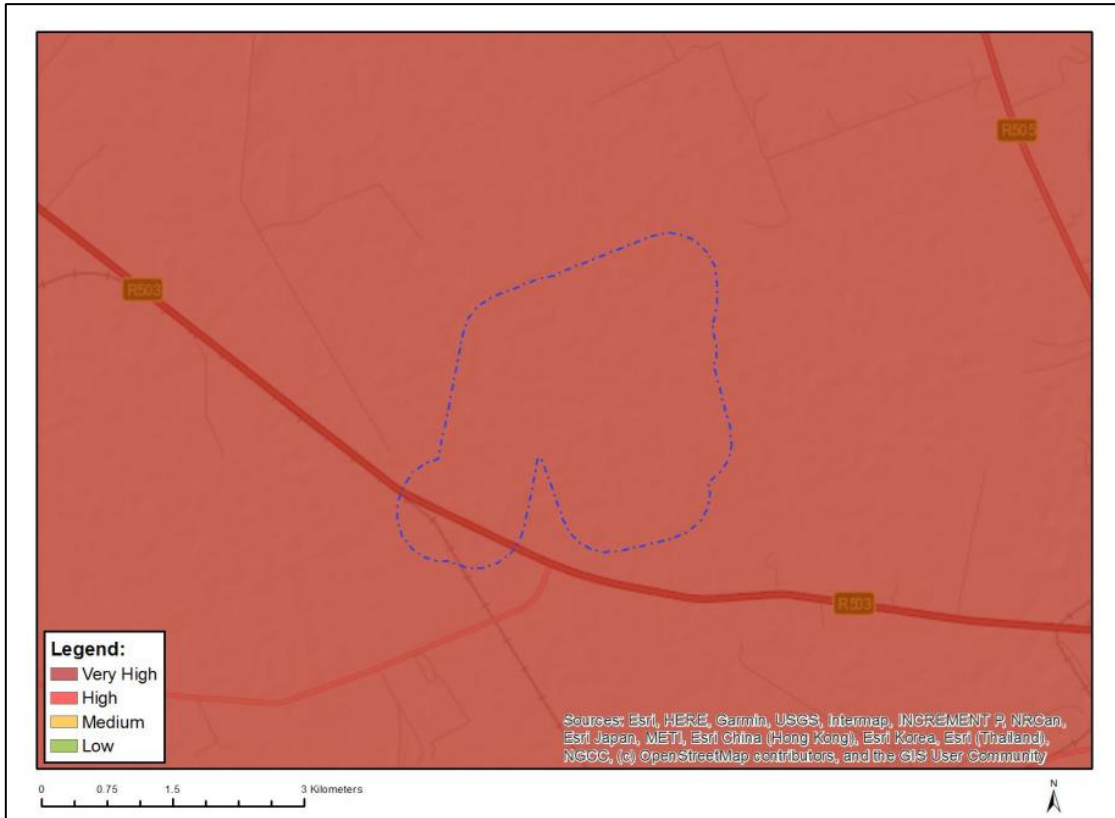 R505
R503
R503
Legend:
Very High
High
Medium
Low
Sources: Esri, HERE, Garmin, USGS, Intermap, INCREMENT P, NRCan,
Esri Japan, METI, Esri China (Hong Kong), Esri Korea, Esri (Thailand),
NGCC, (c) OpenStreetMap contributors, and the GIS User Community
0 0.75 1.5 3 Kilometers
N